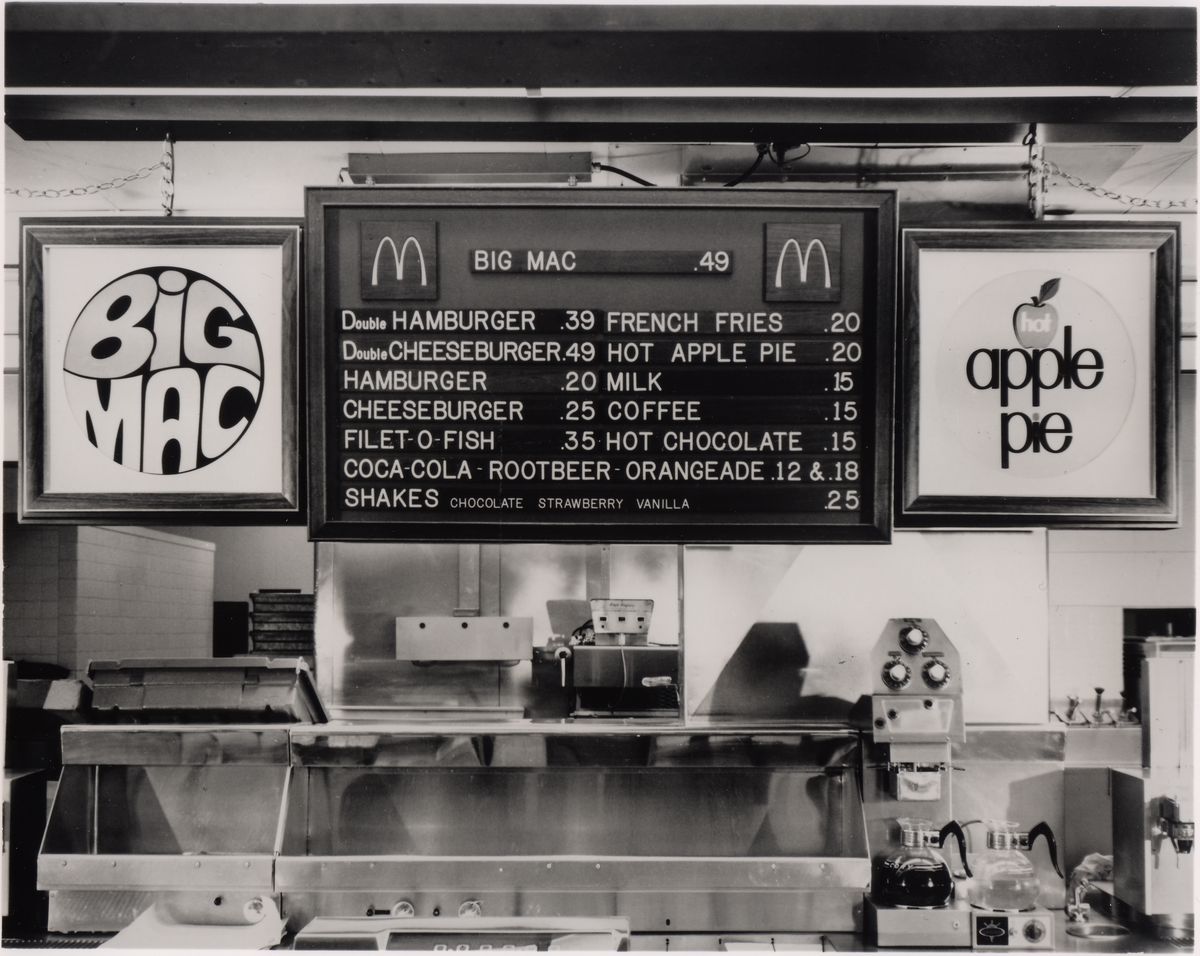 BiG
MAC
BIG MAC .49
Double HAMBURGER .39
Double CHEESEBURGER .49
HAMBURGER .20
CHEESEBURGER .25
FILET-O-FISH .35
FRENCH FRIES .20
HOT APPLE PIE .20
MILK .15
COFFEE .15
HOT CHOCOLATE .15
COCA-COLA - ROOTBEER - ORANGEADE .12 & .18
SHAKES CHOCOLATE STRAWBERRY VANILLA .25
hot
apple
pie